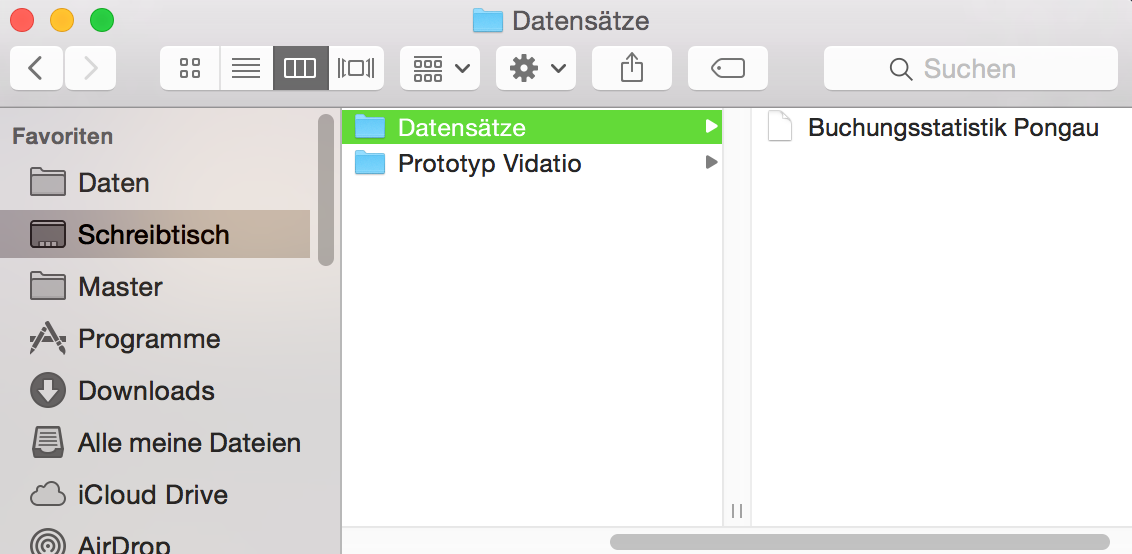 Datensätze
Suchen
Favoriten
Daten
Schreibtisch
Master
Programme
Downloads
Alle meine Dateien
iCloud Drive
AirDrop
Datensätze
Prototyp Vidatio
Buchungsstatistik Pongau